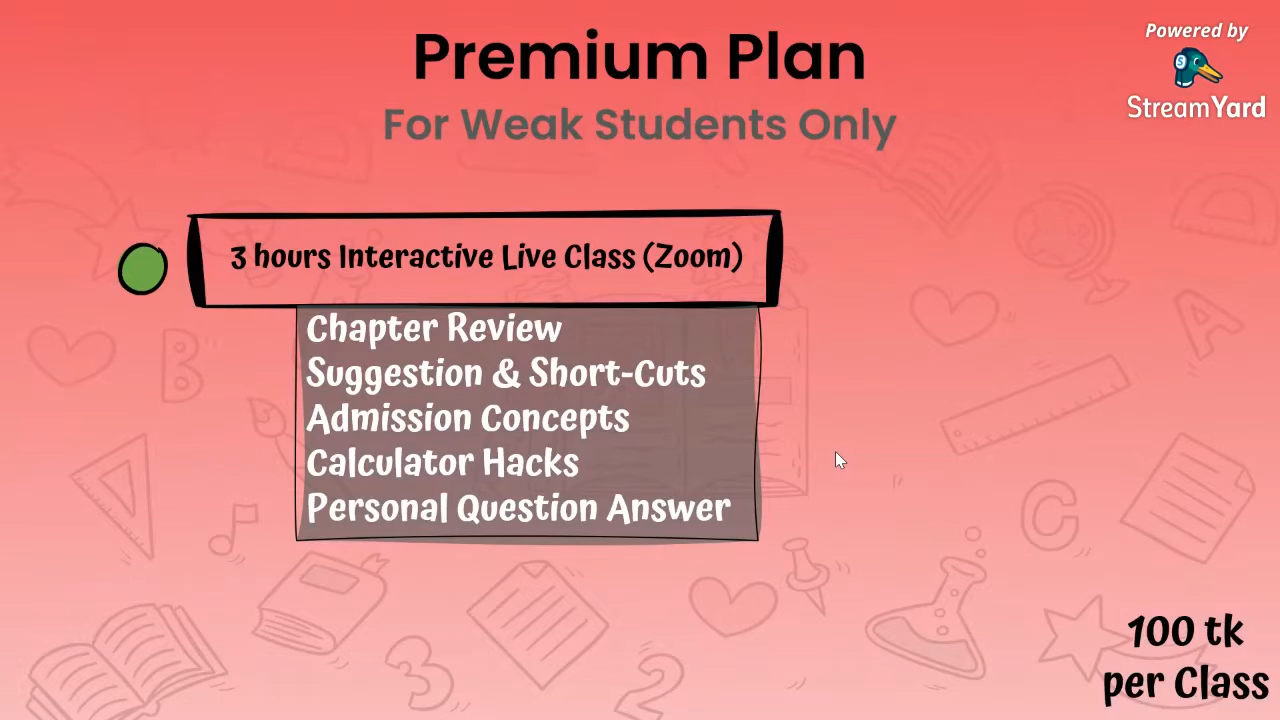 Premium Plan
For Weak Students Only
Powered by
StreamYard
3 hours Interactive Live Class (Zoom)
Chapter Review
Suggestion & Short-Cuts
Admission Concepts
Calculator Hacks
Personal Question Answer
100 tk
per Class